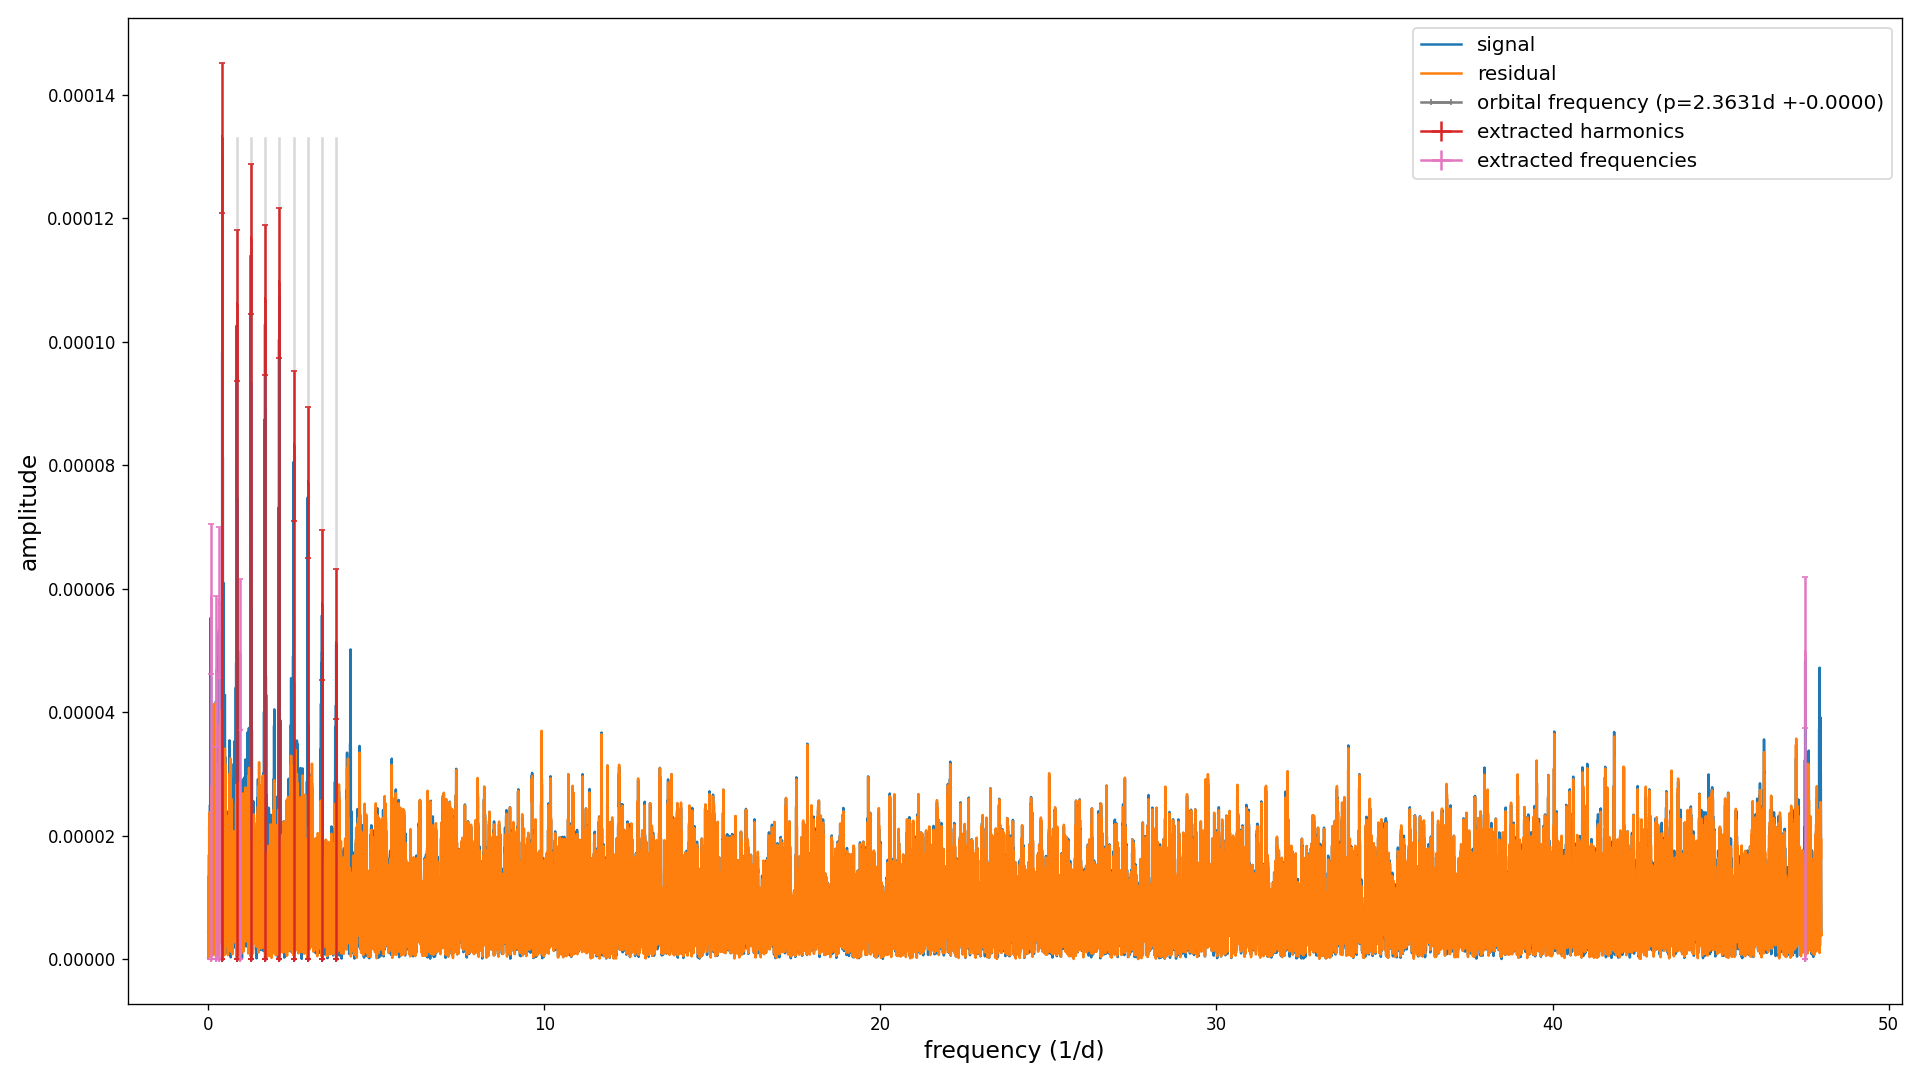 signal
residual
orbital frequency (p=2.3631d +-0.0000)
extracted harmonics
extracted frequencies
0.00014
0.00012
0.00010
0.00008
0.00006
0.00004
0.00002
0.00000
amplitude
0 10 20 30 40 50
frequency (1/d)